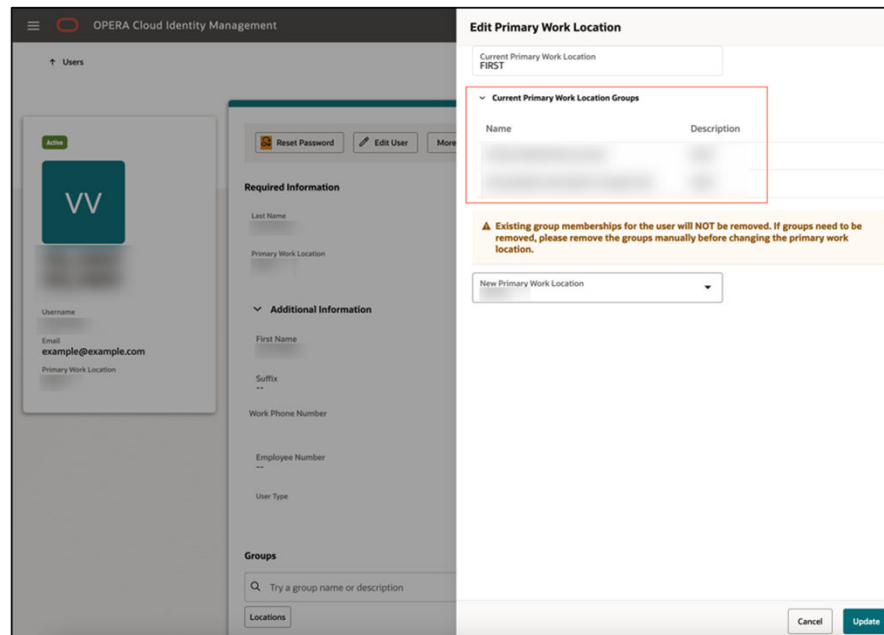 OPERA Cloud Identity Management
Users
Active
VV
Username
Email
example@example.com
Primary Work Location
Reset Password
Edit User
More
Required Information
Last Name
Primary Work Location
Additional Information
First Name
Suffix
--
Work Phone Number
Employee Number
--
User Type
Groups
Try a group name or description
Locations
Edit Primary Work Location
Current Primary Work Location
FIRST
Current Primary Work Location Groups
Name Description
Existing group memberships for the user will NOT be removed. If groups need to be
removed, please remove the groups manually before changing the primary work
location.
New Primary Work Location
Cancel
Update